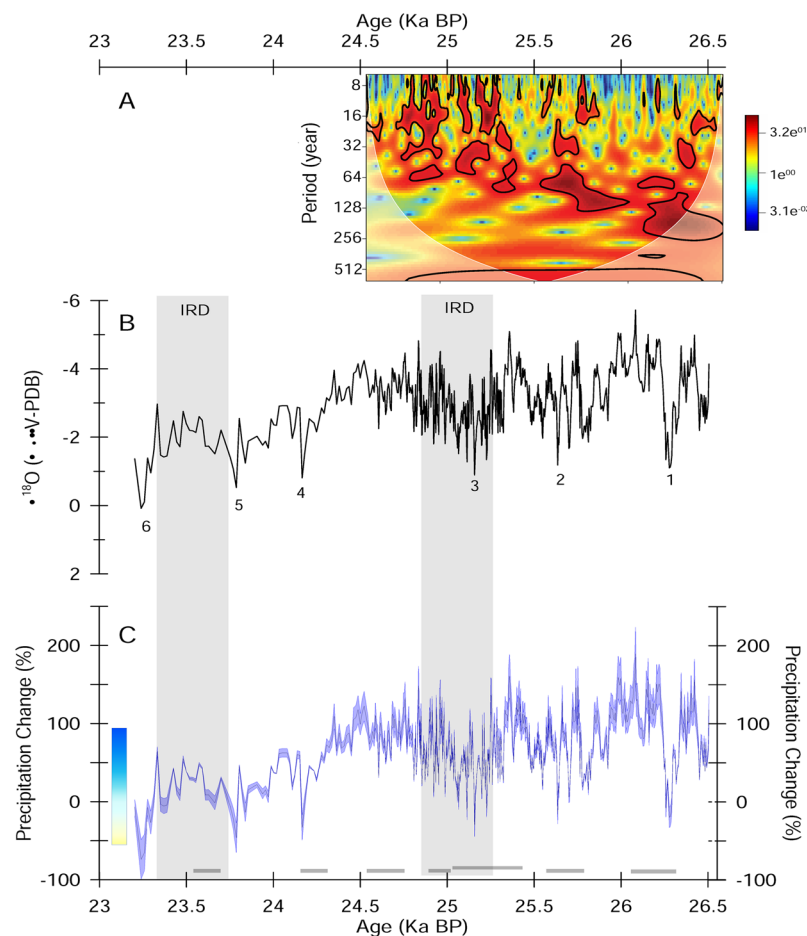 Age (Ka BP)
23 23.5 24 24.5 25 25.5 26 26.5
A
Period (year)
8
16
32
64
128
256
512
3.2e01
1e00
3.1e-0
B
IRD
IRD
-6
-4
-2
0
2
• ¹⁸O (• .••V-PDB)
6
5
4
3
2
1
C
Precipitation Change (%)
200
100
0
-100
200
100
0
-100
Precipitation Change (%)
23 23.5 24 24.5 25 25.5 26 26.5
Age (Ka BP)